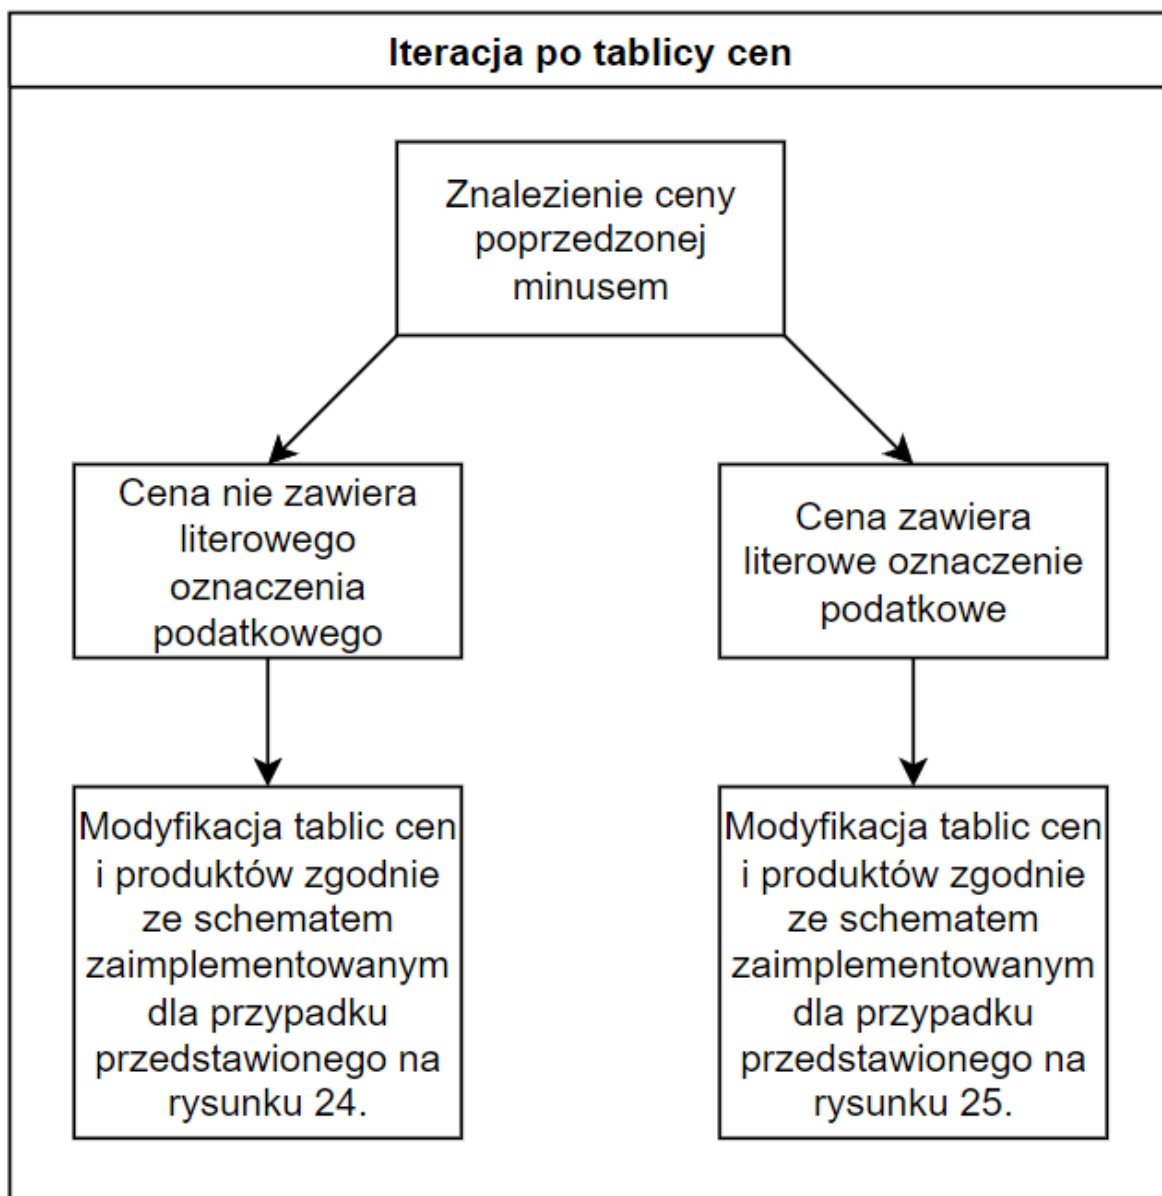 Iteracja po tablicy cen
Znalezienie ceny
poprzedzonej
minusem
Cena nie zawiera
literowego
oznaczenia
podatkowego
Cena zawiera
literowe oznaczenie
podatkowe
Modyfikacja tablic cen
i produktów zgodnie
ze schematem
zaimplementowanym
dla przypadku
przedstawionego na
rysunku 24.
Modyfikacja tablic cen
i produktów zgodnie
ze schematem
zaimplementowanym
dla przypadku
przedstawionego na
rysunku 25.